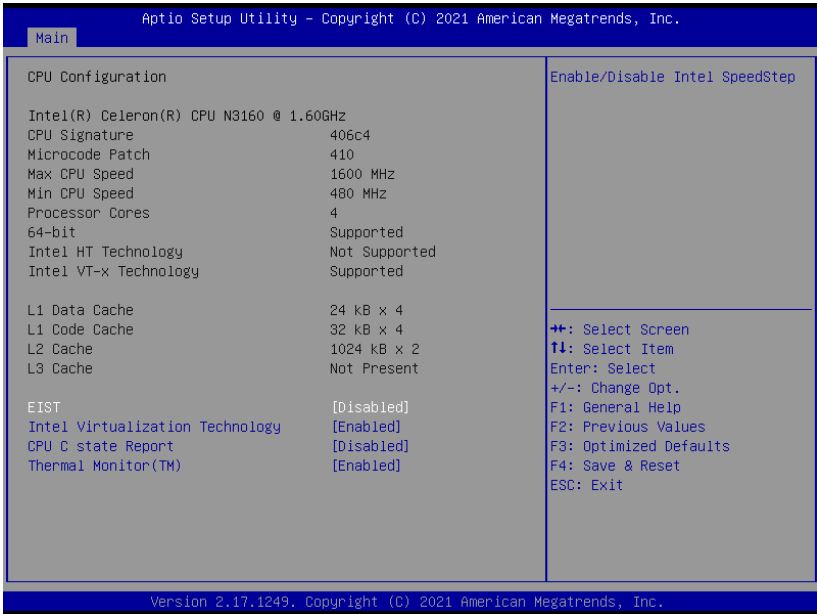 Aptio Setup Utility – Copyright (C) 2021 American Megatrends, Inc.
Main
CPU Configuration
Intel(R) Celeron(R) CPU N3160 @ 1.60GHz
CPU Signature 406c4
Microcode Patch 410
Max CPU Speed 1600 MHz
Min CPU Speed 480 MHz
Processor Cores 4
64-bit Supported
Intel HT Technology Not Supported
Intel VT-x Technology Supported
L1 Data Cache 24 kB x 4
L1 Code Cache 32 kB x 4
L2 Cache 1024 kB x 2
L3 Cache Not Present
EIST [Disabled]
Intel Virtualization Technology [Enabled]
CPU C state Report [Disabled]
Thermal Monitor(TM) [Enabled]
Enable/Disable Intel SpeedStep
→←: Select Screen
↑↓: Select Item
Enter: Select
+/-: Change Opt.
F1: General Help
F2: Previous Values
F3: Optimized Defaults
F4: Save & Reset
ESC: Exit
Version 2.17.1249. Copyright (C) 2021 American Megatrends, Inc.